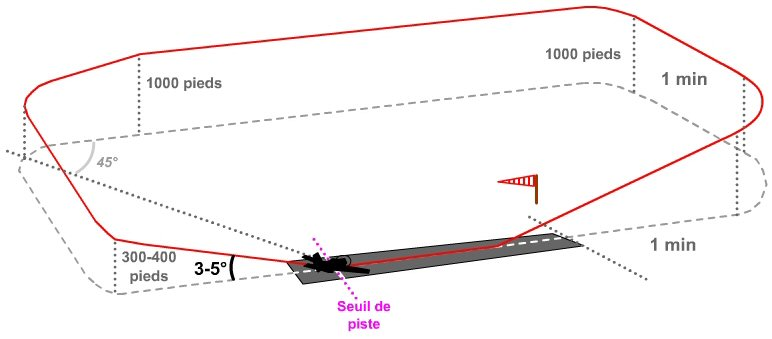 1000 pieds
1000 pieds
1 min
45°
300-400
pieds
3-5°
1 min
Seuil de
piste